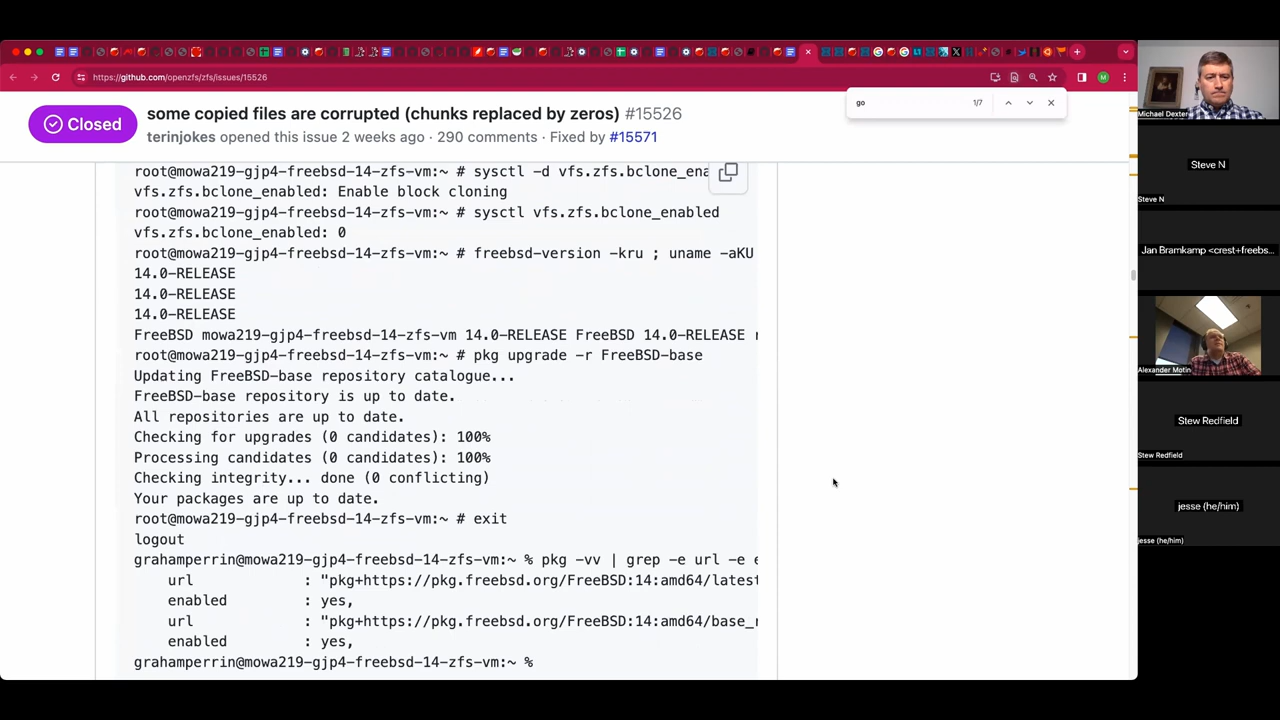 https://github.com/openzfs/zfs/issues/15526
M
go
1/7
Closed
some copied files are corrupted (chunks replaced by zeros) #15526
terinjokes opened this issue 2 weeks ago · 290 comments · Fixed by #15571
root@mowa219-gjp4-freebsd-14-zfs-vm:~ # sysctl -d vfs.zfs.bclone_ena
vfs.zfs.bclone_enabled: Enable block cloning
root@mowa219-gjp4-freebsd-14-zfs-vm:~ # sysctl vfs.zfs.bclone_enabled
vfs.zfs.bclone_enabled: 0
root@mowa219-gjp4-freebsd-14-zfs-vm:~ # freebsd-version -kru ; uname -aKU
14.0-RELEASE
14.0-RELEASE
14.0-RELEASE
FreeBSD mowa219-gjp4-freebsd-14-zfs-vm 14.0-RELEASE FreeBSD 14.0-RELEASE r
root@mowa219-gjp4-freebsd-14-zfs-vm:~ # pkg upgrade -r FreeBSD-base
Updating FreeBSD-base repository catalogue...
FreeBSD-base repository is up to date.
All repositories are up to date.
Checking for upgrades (0 candidates): 100%
Processing candidates (0 candidates): 100%
Checking integrity... done (0 conflicting)
Your packages are up to date.
root@mowa219-gjp4-freebsd-14-zfs-vm:~ # exit
logout
grahamperrin@mowa219-gjp4-freebsd-14-zfs-vm:~ % pkg -vv | grep -e url -e e
url : "pkg+https://pkg.freebsd.org/FreeBSD:14:amd64/latest
enabled : yes,
url : "pkg+https://pkg.freebsd.org/FreeBSD:14:amd64/base_r
enabled : yes,
grahamperrin@mowa219-gjp4-freebsd-14-zfs-vm:~ %
Michael Dexter
Steve N
Steve N
Jan Bramkamp <crest+freebs...
Alexander Motin
Stew Redfield
Stew Redfield
jesse (he/him)
jesse (he/him)